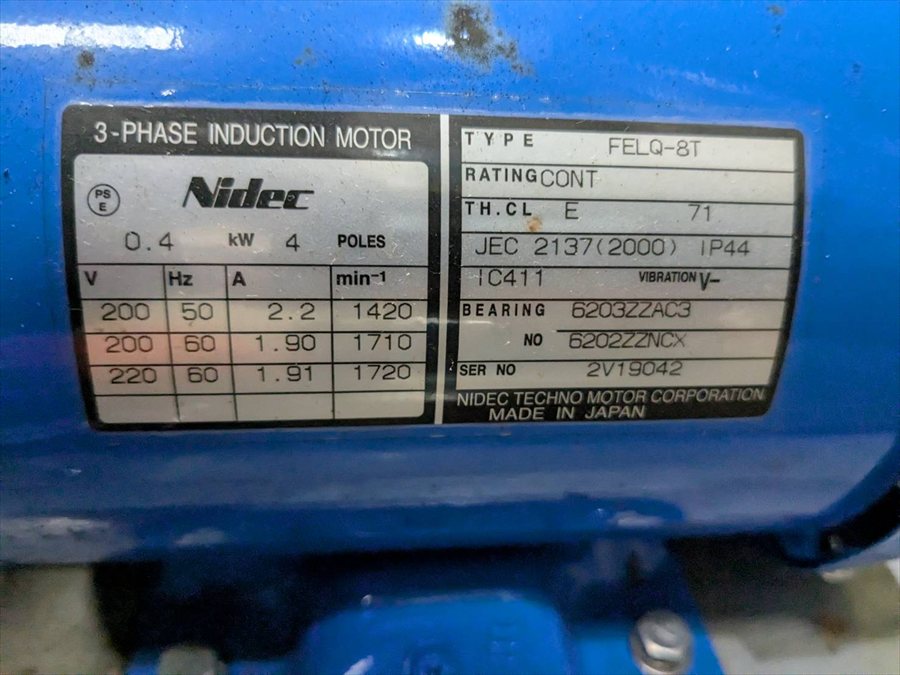 3-PHASE INDUCTION MOTOR
PS
E
Nidec
0.4 kW 4 POLES
V Hz A min⁻¹
200 50 2.2 1420
200 60 1.90 1710
220 60 1.91 1720
TYPE FELQ-8T
RATING CONT
TH.CL E 71
JEC 2137(2000) IP44
IC411 VIBRATION V-
BEARING 6203ZZAC3
NO 6202ZZNCX
SER NO 2V19042
NIDEC TECHNO MOTOR CORPORATION
MADE IN JAPAN